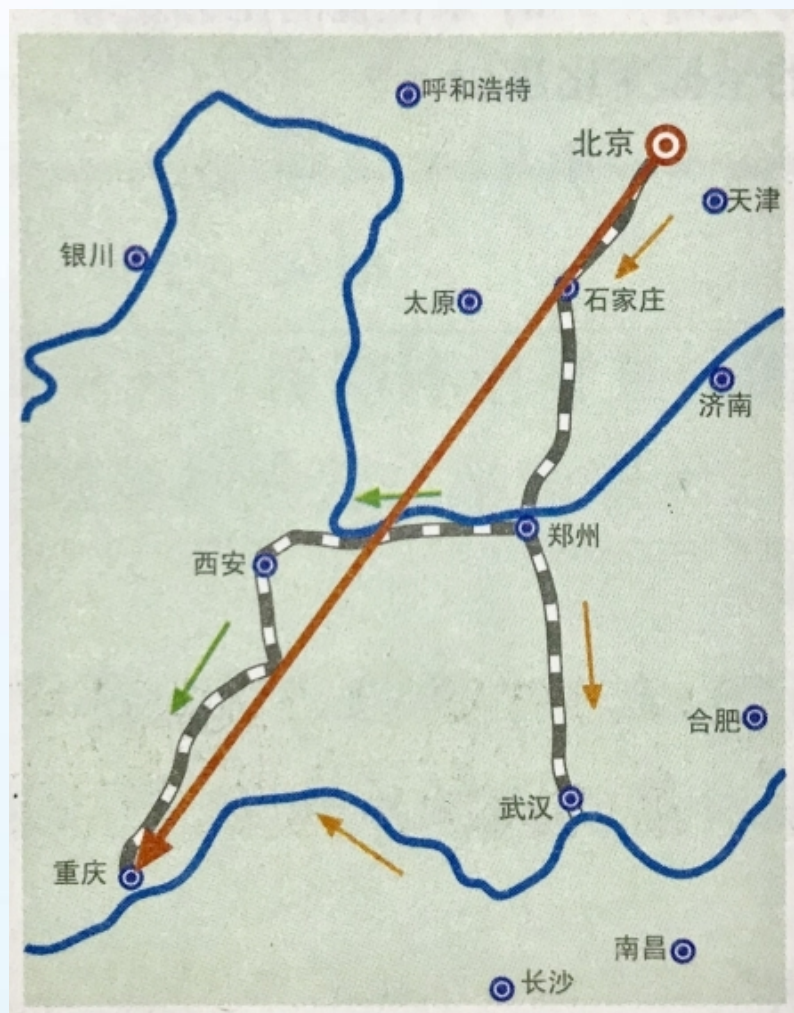 呼和浩特
北京
天津
银川
太原
石家庄
济南
郑州
西安
合肥
武汉
重庆
南昌
长沙